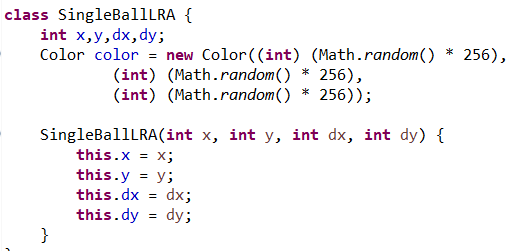 class SingleBallLRA {
    int x,y,dx,dy;
    Color color = new Color((int) (Math.random() * 256),
            (int) (Math.random() * 256),
            (int) (Math.random() * 256));

    SingleBallLRA(int x, int y, int dx, int dy) {
        this.x = x;
        this.y = y;
        this.dx = dx;
        this.dy = dy;
    }